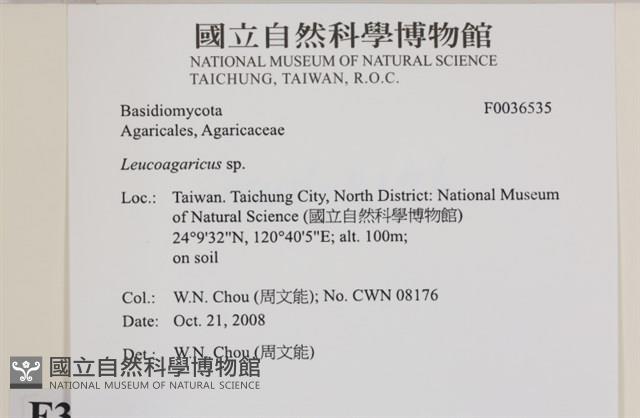 國立自然科學博物館
NATIONAL MUSEUM OF NATURAL SCIENCE
TAICHUNG, TAIWAN, R.O.C.
Basidiomycota F0036535
Agaricales, Agaricaceae
Leucoagaricus sp.
Loc.: Taiwan. Taichung City, North District: National Museum
of Natural Science (國立自然科學博物館)
24°9'32"N, 120°40'5"E; alt. 100m;
on soil
Col.: W.N. Chou (周文能); No. CWN 08176
Date: Oct. 21, 2008
Det.: W.N. Chou (周文能)
國立自然科學博物館
NATIONAL MUSEUM OF NATURAL SCIENCE